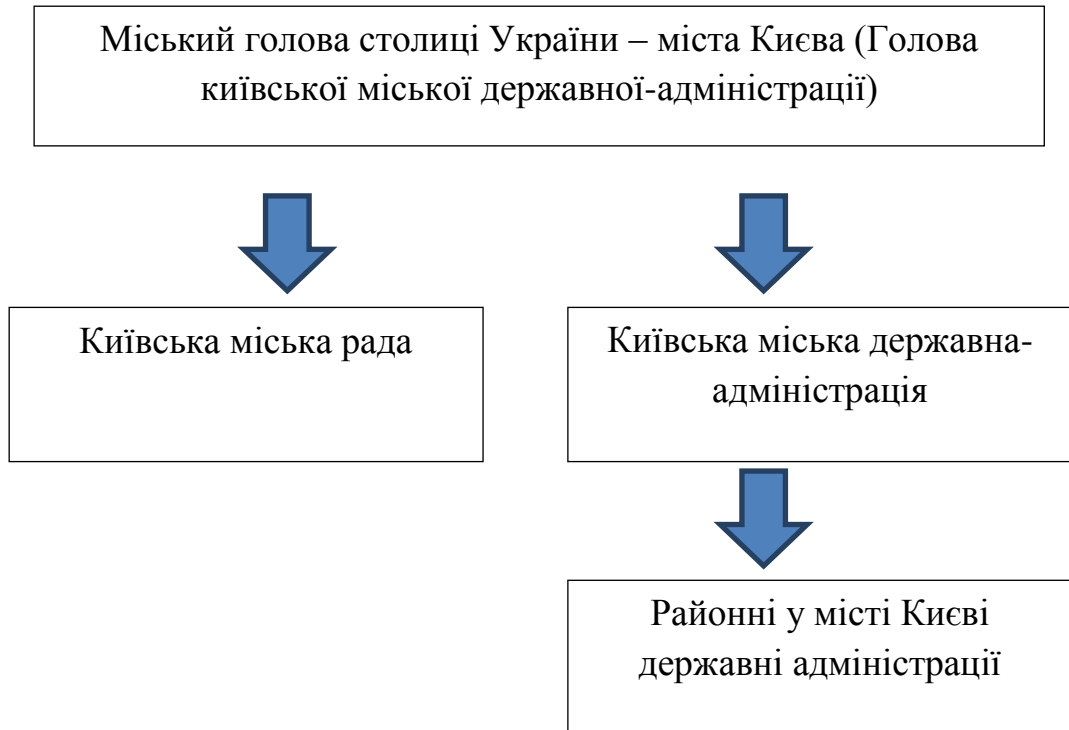 Міський голова столиці України – міста Києва (Голова
київської міської державної-адміністрації)
Київська міська рада
Київська міська державна-
адміністрація
Районні у місті Києві
державні адміністрації